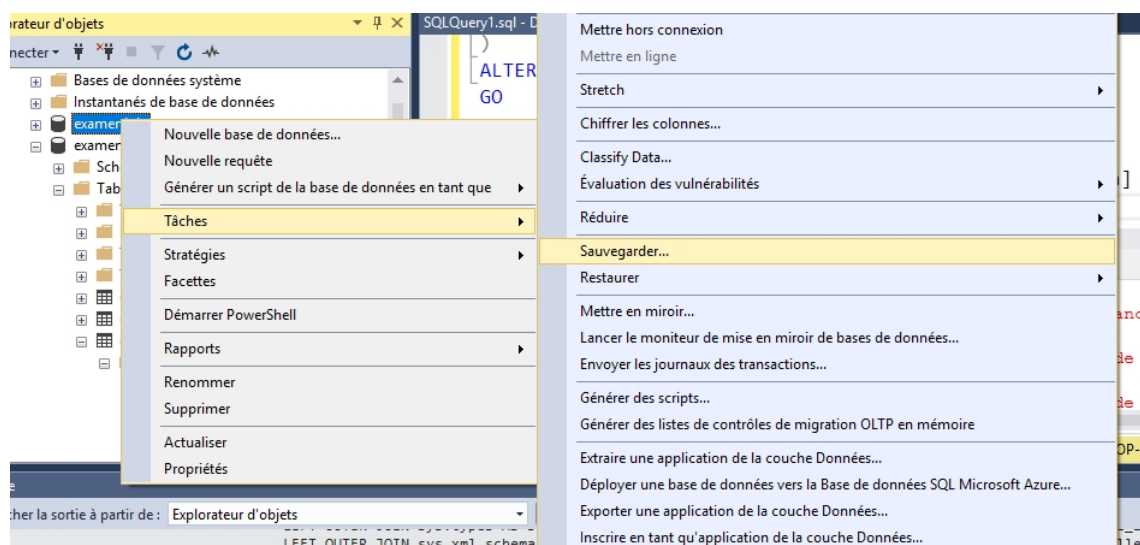 rateur d'objets
SQLQuery1.sql - D
necter
Bases de données système
Instantanés de base de données
examen
examen
Sch
Tab
ALTER
GO
Nouvelle base de données...
Nouvelle requête
Générer un script de la base de données en tant que
Tâches
Stratégies
Facettes
Démarrer PowerShell
Rapports
Renommer
Supprimer
Actualiser
Propriétés
Mettre hors connexion
Mettre en ligne
Stretch
Chiffrer les colonnes...
Classify Data...
Évaluation des vulnérabilités
Réduire
Sauvegarder...
Restaurer
Mettre en miroir...
Lancer le moniteur de mise en miroir de bases de données...
Envoyer les journaux des transactions...
Générer des scripts...
Générer des listes de contrôles de migration OLTP en mémoire
Extraire une application de la couche Données...
Déployer une base de données vers la Base de données SQL Microsoft Azure...
Exporter une application de la couche Données...
Inscrire en tant qu'application de la couche Données...
anc
de
de
OP-
cher la sortie à partir de : Explorateur d'objets
LEFT OUTER JOIN sys.xml_schema